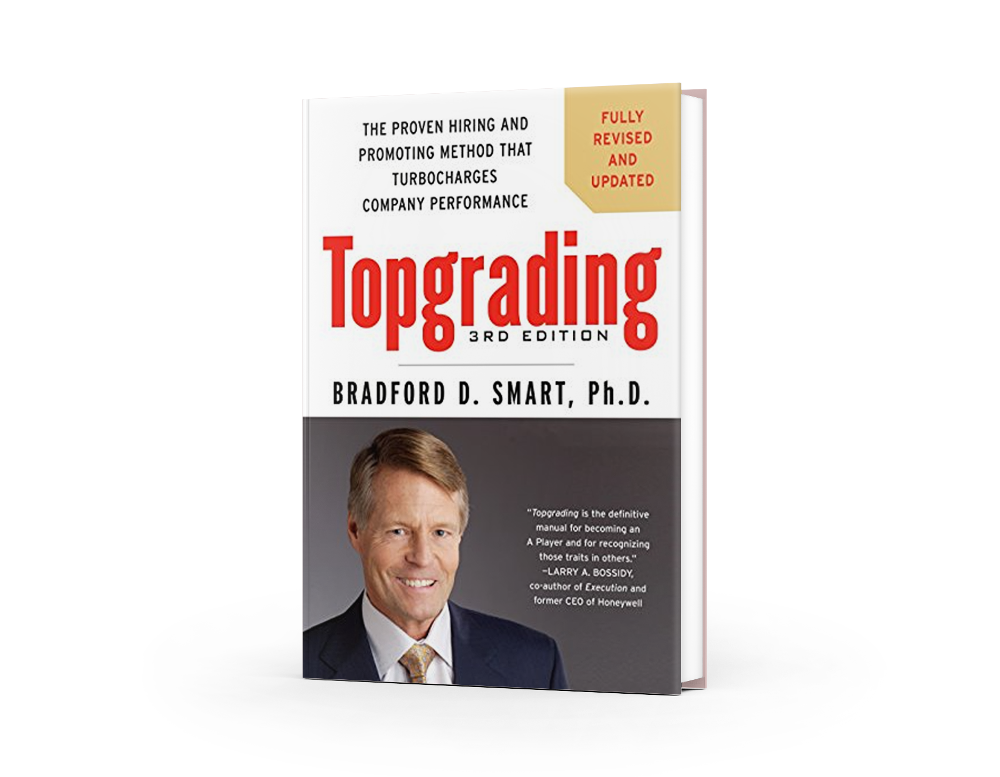 THE PROVEN HIRING AND
PROMOTING METHOD THAT
TURBOCHARGES
COMPANY PERFORMANCE
FULLY
REVISED
AND
UPDATED
Topgrading
3RD EDITION
BRADFORD D. SMART, Ph.D.
"Topgrading is the definitive
manual for becoming an
A Player and for recognizing
those traits in others."
–LARRY A. BOSSIDY,
co-author of Execution and
former CEO of Honeywell